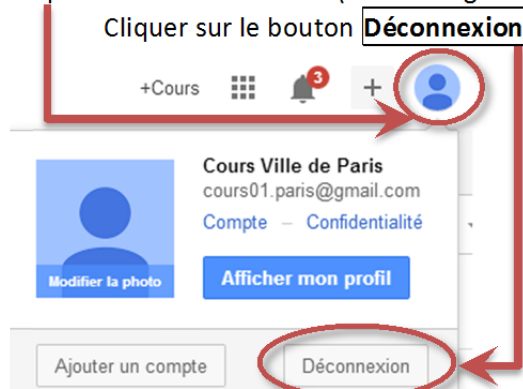 Cliquer sur le bouton Déconnexion
+Cours
3
+
Cours Ville de Paris
cours01.paris@gmail.com
Compte – Confidentialité
Modifier la photo
Afficher mon profil
Ajouter un compte
Déconnexion